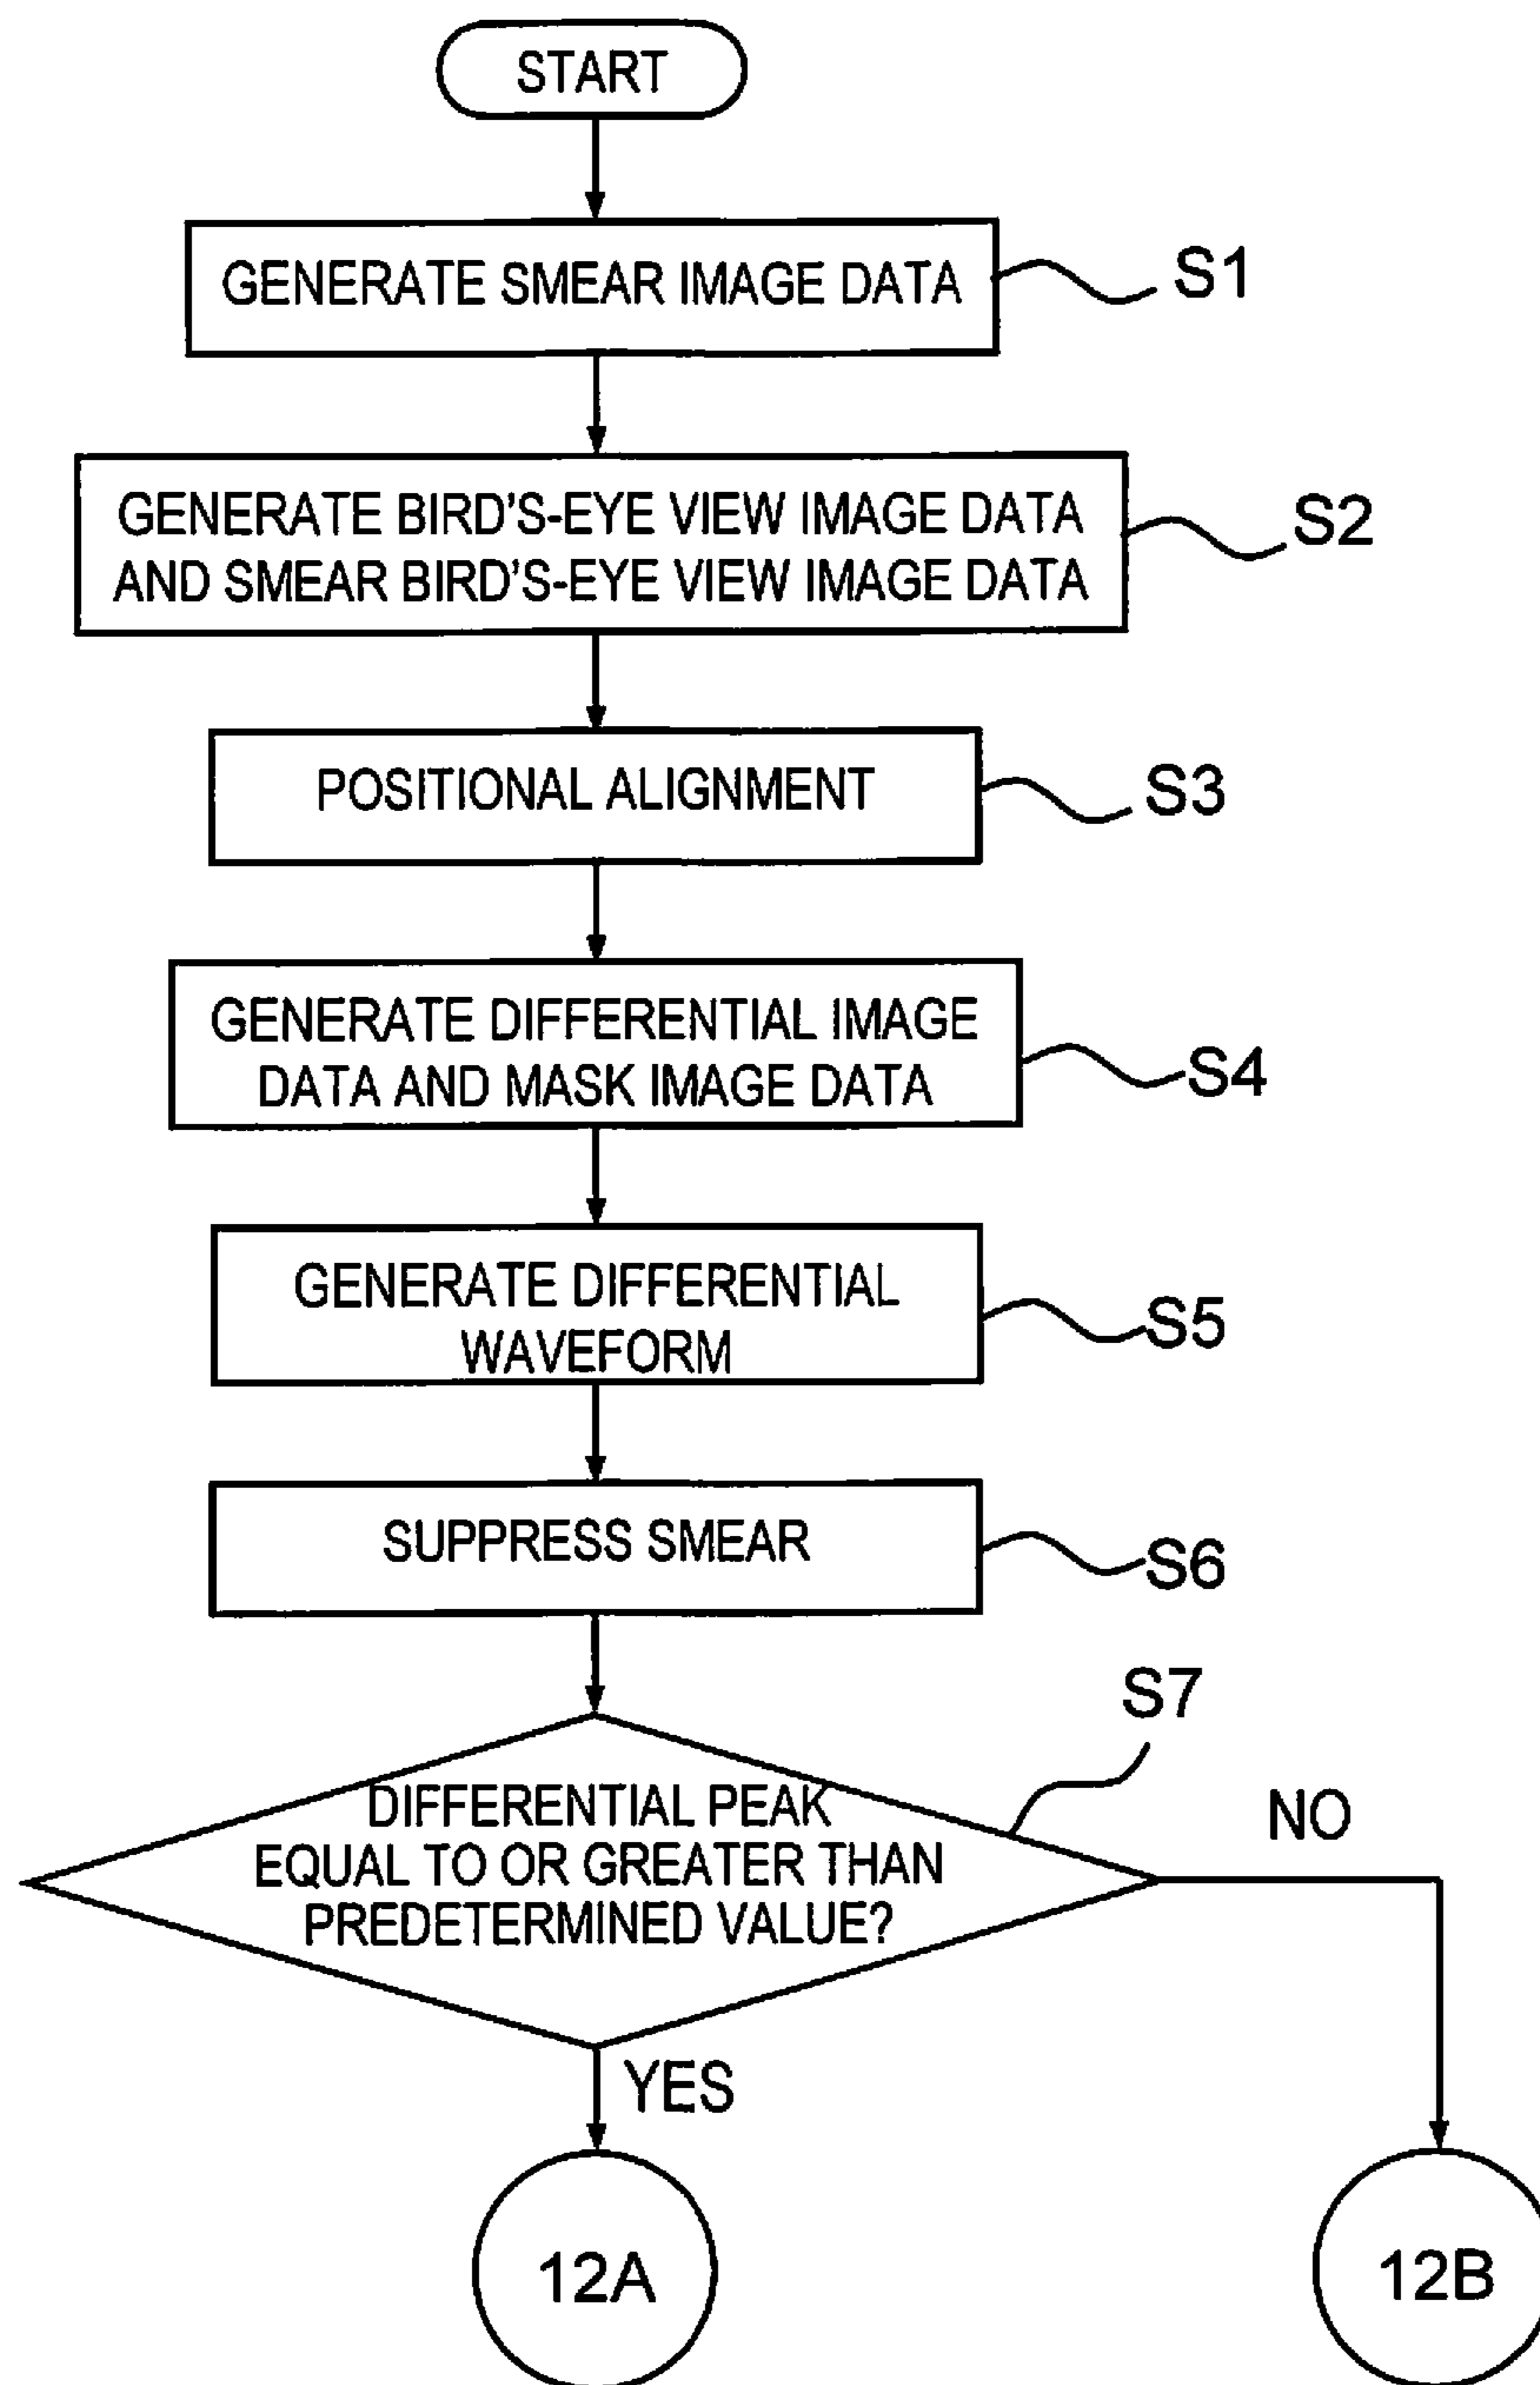 START
GENERATE SMEAR IMAGE DATA
S1
GENERATE BIRD'S-EYE VIEW IMAGE DATA
AND SMEAR BIRD'S-EYE VIEW IMAGE DATA
S2
POSITIONAL ALIGNMENT
S3
GENERATE DIFFERENTIAL IMAGE
DATA AND MASK IMAGE DATA
S4
GENERATE DIFFERENTIAL
WAVEFORM
S5
SUPPRESS SMEAR
S6
S7
DIFFERENTIAL PEAK
EQUAL TO OR GREATER THAN
PREDETERMINED VALUE?
NO
YES
12A
12B